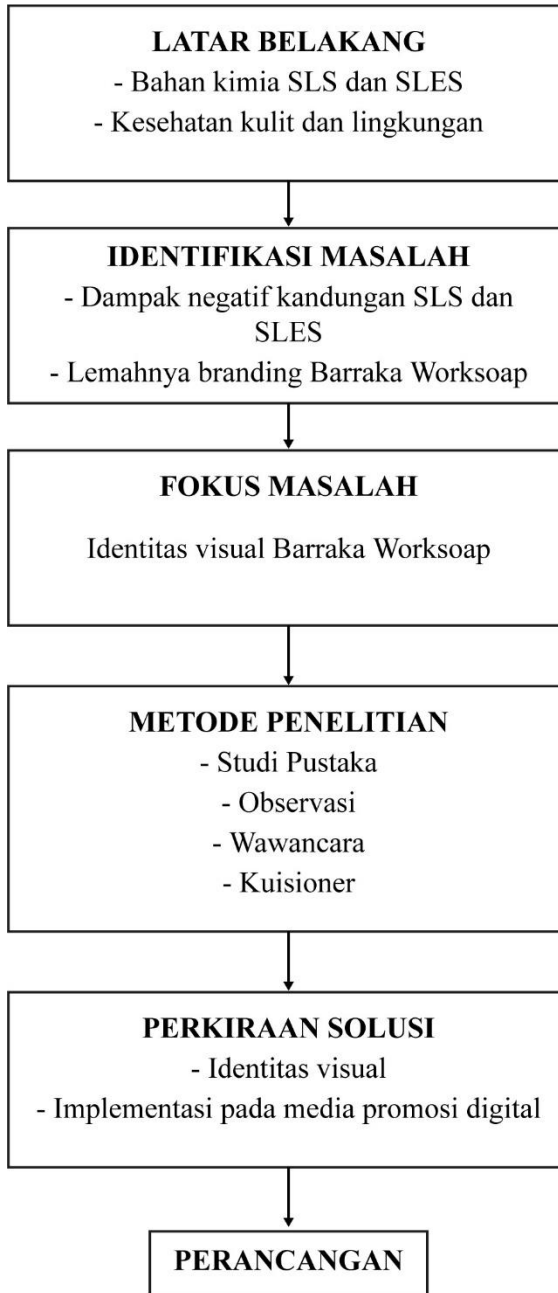 LATAR BELAKANG
- Bahan kimia SLS dan SLES
- Kesehatan kulit dan lingkungan
IDENTIFIKASI MASALAH
- Dampak negatif kandungan SLS dan
SLES
- Lemahnya branding Barraka Worksoap
FOKUS MASALAH
Identitas visual Barraka Worksoap
METODE PENELITIAN
- Studi Pustaka
- Observasi
- Wawancara
- Kuisioner
PERKIRAAN SOLUSI
- Identitas visual
- Implementasi pada media promosi digital
PERANCANGAN